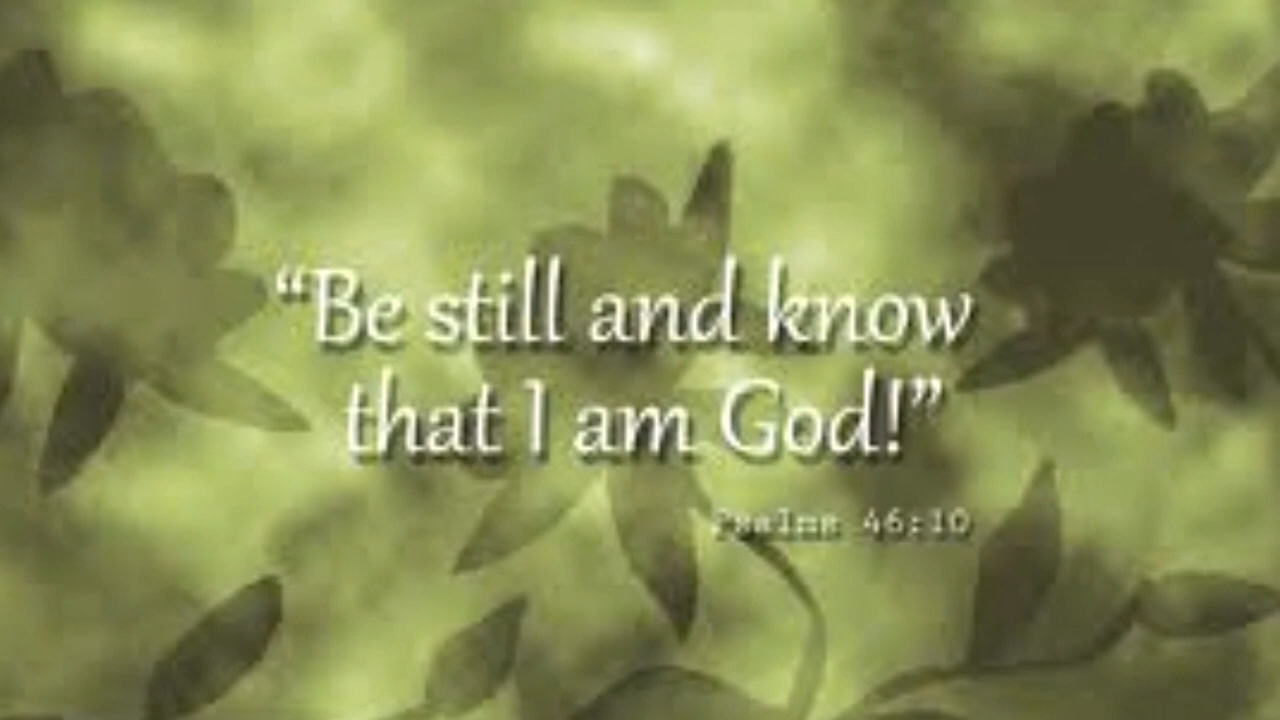 “Be still and know
that I am God!”
Psalms 46:10